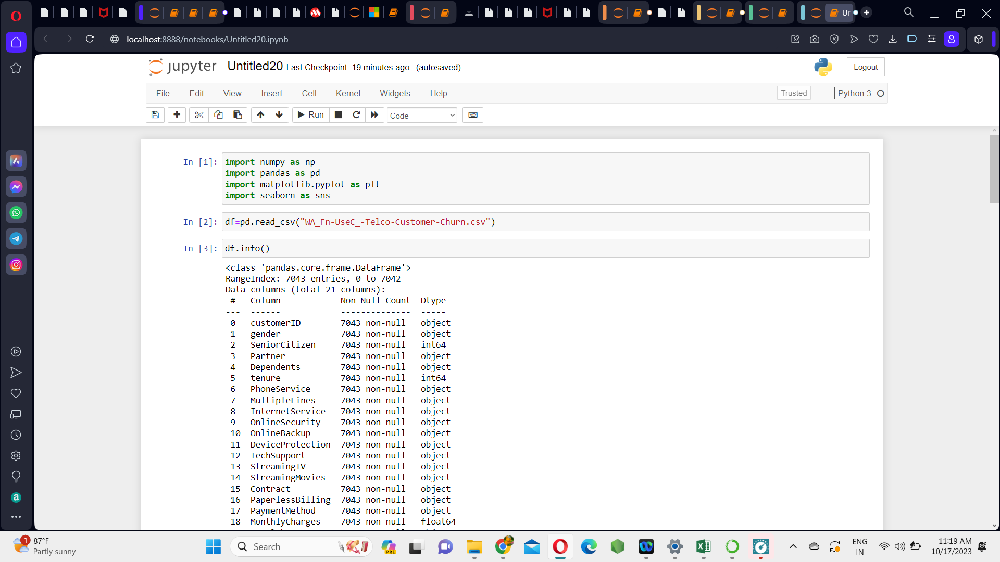 Ur
localhost:8888/notebooks/Untitled20.ipynb
jupyter Untitled20 Last Checkpoint: 19 minutes ago (autosaved)
Logout
File Edit View Insert Cell Kernel Widgets Help
Trusted
Python 3
Run
Code
In [1]: import numpy as np
import pandas as pd
import matplotlib.pyplot as plt
import seaborn as sns
In [2]: df=pd.read_csv("WA_Fn-UseC_-Telco-Customer-Churn.csv")
In [3]: df.info()
<class 'pandas.core.frame.DataFrame'>
RangeIndex: 7043 entries, 0 to 7042
Data columns (total 21 columns):
# Column Non-Null Count Dtype
--- ------ -------------- -----
0 customerID 7043 non-null object
1 gender 7043 non-null object
2 SeniorCitizen 7043 non-null int64
3 Partner 7043 non-null object
4 Dependents 7043 non-null object
5 tenure 7043 non-null int64
6 PhoneService 7043 non-null object
7 MultipleLines 7043 non-null object
8 InternetService 7043 non-null object
9 OnlineSecurity 7043 non-null object
10 OnlineBackup 7043 non-null object
11 DeviceProtection 7043 non-null object
12 TechSupport 7043 non-null object
13 StreamingTV 7043 non-null object
14 StreamingMovies 7043 non-null object
15 Contract 7043 non-null object
16 PaperlessBilling 7043 non-null object
17 PaymentMethod 7043 non-null object
18 MonthlyCharges 7043 non-null float64
1
87°F
Partly sunny
Search
PRE
ENG
IN
11:19 AM
10/17/2023